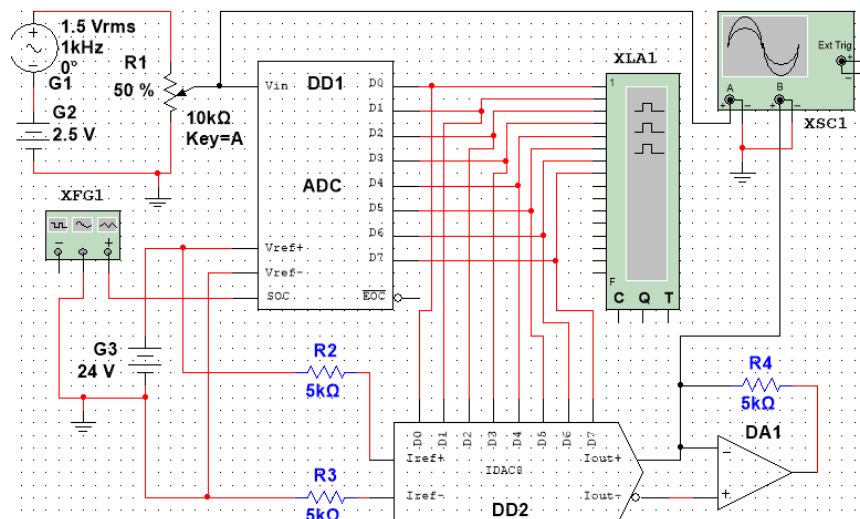 1.5 Vrms
1kHz
0°
G1
G2
2.5 V
R1
50 %
10kΩ
Key=A
XFG1
Vin
DD1
ADC
D0
D1
D2
D3
D4
D5
D6
D7
Vref+
Vref-
SOC
EOC
XLA1
1
F
C Q T
Ext Trig
A
B
XSC1
G3
24 V
R2
5kΩ
R3
5kΩ
D0 D1 D2 D3 D4 D5 D6 D7
Iref+
Iref-
IDAC8
DD2
Iout+
Iout-
R4
5kΩ
DA1